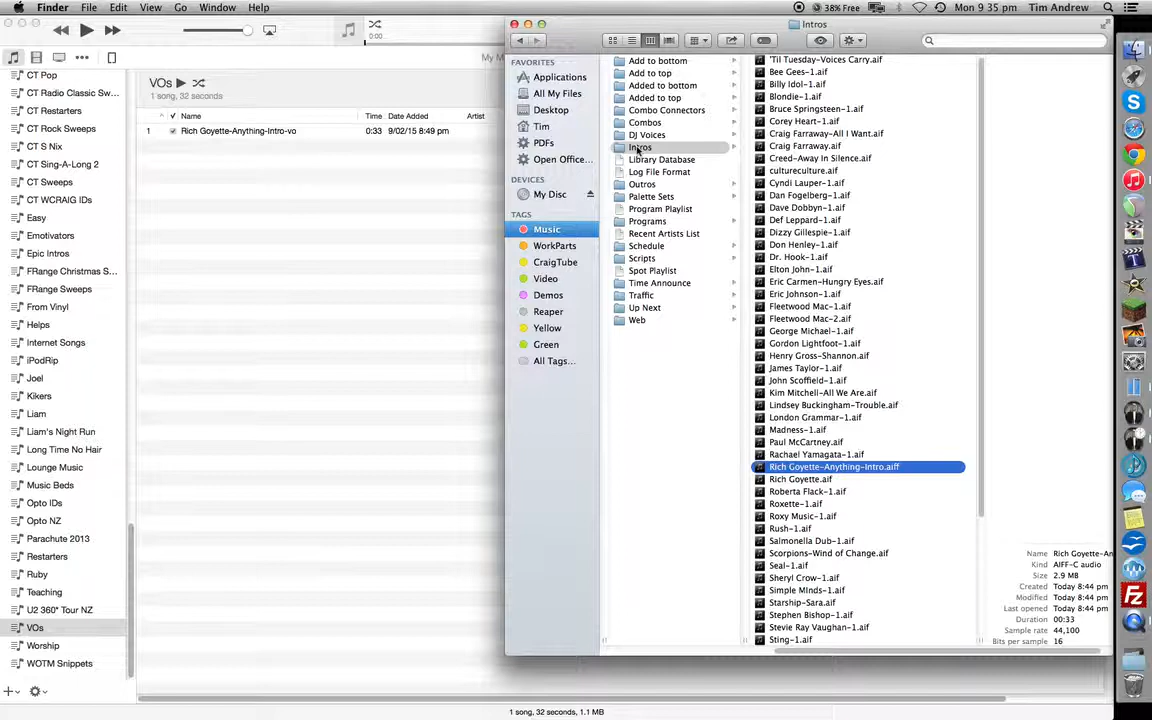 Finder File Edit View Go Window Help 38% Free Mon 9 35 pm Tim Andrew
Intros
0:00
My M
CT Pop
CT Radio Classic Sw...
CT Restarters
CT Rock Sweeps
CT S Nix
CT Sing-A-Long 2
CT Sweeps
CT WCRAIG IDs
Easy
Emotivators
Epic Intros
FRange Christmas S...
FRange Sweeps
From Vinyl
Helps
Internet Songs
iPodRip
Joel
Kikers
Liam
Liam's Night Run
Long Time No Hair
Lounge Music
Music Beds
Opto IDs
Opto NZ
Parachute 2013
Restarters
Ruby
Teaching
U2 360° Tour NZ
VOs
Worship
WOTM Snippets
VOs
1 song, 32 seconds
Name Time Date Added Artist
1 Rich Goyette-Anything-Intro-vo 0:33 9/02/15 8:49 pm
1 song, 32 seconds, 1.1 MB
FAVORITES
Applications
All My Files
Desktop
Tim
PDFs
Open Office...
DEVICES
My Disc
TAGS
Music
WorkParts
CraigTube
Video
Demos
Reaper
Yellow
Green
All Tags...
Add to bottom
Add to top
Added to bottom
Added to top
Combo Connectors
Combos
DJ Voices
Intros
Library Database
Log File Format
Outros
Palette Sets
Program Playlist
Programs
Recent Artists List
Schedule
Scripts
Spot Playlist
Time Announce
Traffic
Up Next
Web
'Til Tuesday-Voices Carry.aif
Bee Gees-1.aif
Billy Idol-1.aif
Blondie-1.aif
Bruce Springsteen-1.aif
Corey Heart-1.aif
Craig Farraway-All I Want.aif
Craig Farraway.aif
Creed-Away In Silence.aif
cultureculture.aif
Cyndi Lauper-1.aif
Dan Fogelberg-1.aif
Dave Dobbyn-1.aif
Def Leppard-1.aif
Dizzy Gillespie-1.aif
Don Henley-1.aif
Dr. Hook-1.aif
Elton John-1.aif
Eric Carmen-Hungry Eyes.aif
Eric Johnson-1.aif
Fleetwood Mac-1.aif
Fleetwood Mac-2.aif
George Michael-1.aif
Gordon Lightfoot-1.aif
Henry Gross-Shannon.aif
James Taylor-1.aif
John Scoffield-1.aif
Kim Mitchell-All We Are.aif
Lindsey Buckingham-Trouble.aif
London Grammar-1.aif
Madness-1.aif
Paul McCartney.aif
Rachael Yamagata-1.aif
Rich Goyette-Anything-Intro.aiff
Rich Goyette.aif
Roberta Flack-1.aif
Roxette-1.aif
Roxy Music-1.aif
Rush-1.aif
Salmonella Dub-1.aif
Scorpions-Wind of Change.aif
Seal-1.aif
Sheryl Crow-1.aif
Simple MInds-1.aif
Starship-Sara.aif
Stephen Bishop-1.aif
Stevie Ray Vaughan-1.aif
Sting-1.aif
Name Rich Goyette-An
Kind AIFF-C audio
Size 2.9 MB
Created Today 8:44 pm
Modified Today 8:44 pm
Last opened Today 8:44 pm
Duration 00:33
Sample rate 44,100
Bits per sample 16